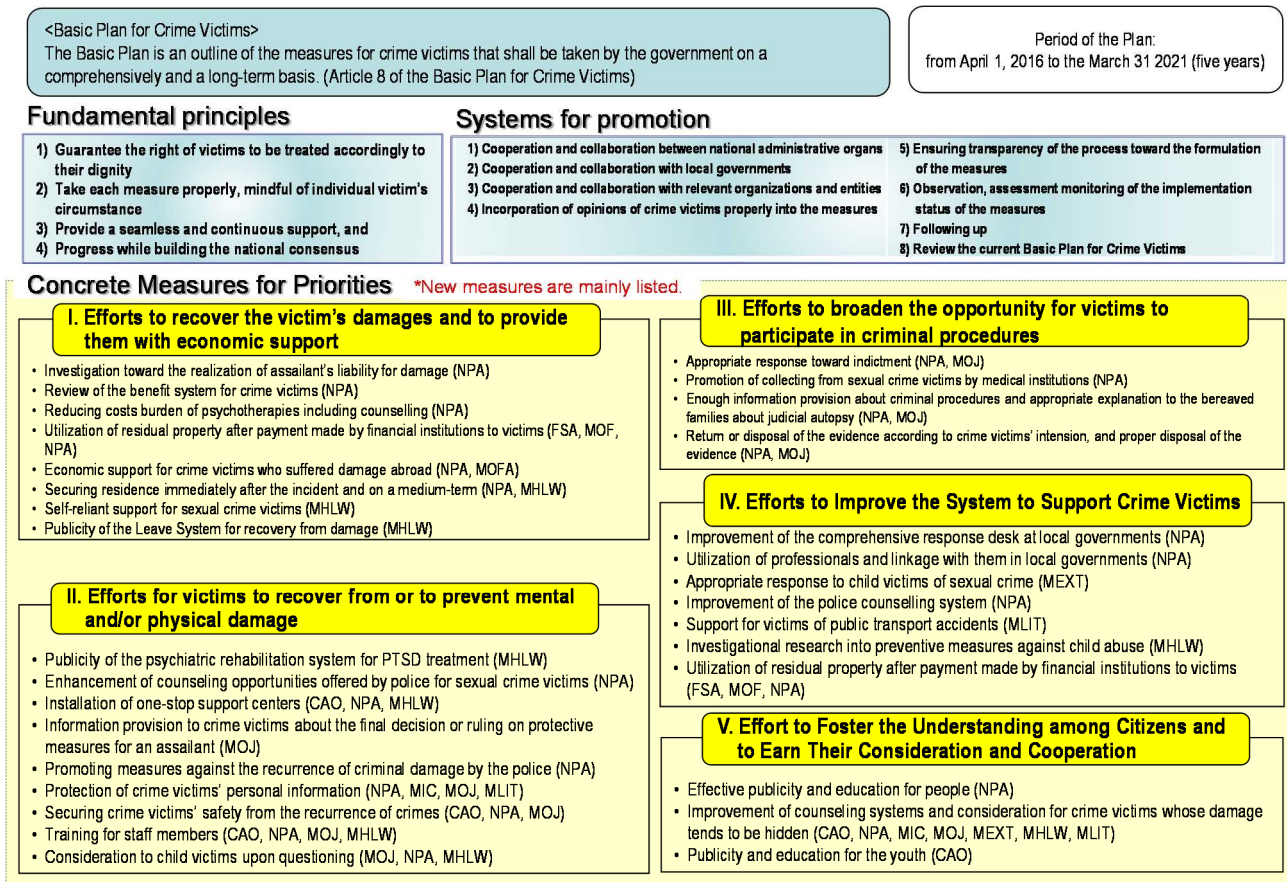 <Basic Plan for Crime Victims>
The Basic Plan is an outline of the measures for crime victims that shall be taken by the government on a
comprehensively and a long-term basis. (Article 8 of the Basic Plan for Crime Victims)
Period of the Plan:
from April 1, 2016 to the March 31 2021 (five years)
Fundamental principles
1) Guarantee the right of victims to be treated accordingly to
their dignity
2) Take each measure properly, mindful of individual victim's
circumstance
3) Provide a seamless and continuous support, and
4) Progress while building the national consensus
Systems for promotion
1) Cooperation and collaboration between national administrative organs
2) Cooperation and collaboration with local governments
3) Cooperation and collaboration with relevant organizations and entities
4) Incorporation of opinions of crime victims properly into the measures
5) Ensuring transparency of the process toward the formulation
of the measures
6) Observation, assessment monitoring of the implementation
status of the measures
7) Following up
8) Review the current Basic Plan for Crime Victims
Concrete Measures for Priorities *New measures are mainly listed.
I. Efforts to recover the victim's damages and to provide
them with economic support
• Investigation toward the realization of assailant's liability for damage (NPA)
• Review of the benefit system for crime victims (NPA)
• Reducing costs burden of psychotherapies including counselling (NPA)
• Utilization of residual property after payment made by financial institutions to victims (FSA, MOF,
NPA)
• Economic support for crime victims who suffered damage abroad (NPA, MOFA)
• Securing residence immediately after the incident and on a medium-term (NPA, MHLW)
• Self-reliant support for sexual crime victims (MHLW)
• Publicity of the Leave System for recovery from damage (MHLW)
II. Efforts for victims to recover from or to prevent mental
and/or physical damage
• Publicity of the psychiatric rehabilitation system for PTSD treatment (MHLW)
• Enhancement of counseling opportunities offered by police for sexual crime victims (NPA)
• Installation of one-stop support centers (CAO, NPA, MHLW)
• Information provision to crime victims about the final decision or ruling on protective
measures for an assailant (MOJ)
• Promoting measures against the recurrence of criminal damage by the police (NPA)
• Protection of crime victims' personal information (NPA, MIC, MOJ, MLIT)
• Securing crime victims' safety from the recurrence of crimes (CAO, NPA, MOJ)
• Training for staff members (CAO, NPA, MOJ, MHLW)
• Consideration to child victims upon questioning (MOJ, NPA, MHLW)
III. Efforts to broaden the opportunity for victims to
participate in criminal procedures
• Appropriate response toward indictment (NPA, MOJ)
• Promotion of collecting from sexual crime victims by medical institutions (NPA)
• Enough information provision about criminal procedures and appropriate explanation to the bereaved
families about judicial autopsy (NPA, MOJ)
• Return or disposal of the evidence according to crime victims' intension, and proper disposal of the
evidence (NPA, MOJ)
IV. Efforts to Improve the System to Support Crime Victims
• Improvement of the comprehensive response desk at local governments (NPA)
• Utilization of professionals and linkage with them in local governments (NPA)
• Appropriate response to child victims of sexual crime (MEXT)
• Improvement of the police counselling system (NPA)
• Support for victims of public transport accidents (MLIT)
• Investigational research into preventive measures against child abuse (MHLW)
• Utilization of residual property after payment made by financial institutions to victims
(FSA, MOF, NPA)
V. Effort to Foster the Understanding among Citizens and
to Earn Their Consideration and Cooperation
• Effective publicity and education for people (NPA)
• Improvement of counseling systems and consideration for crime victims whose damage
tends to be hidden (CAO, NPA, MIC, MOJ, MEXT, MHLW, MLIT)
• Publicity and education for the youth (CAO)